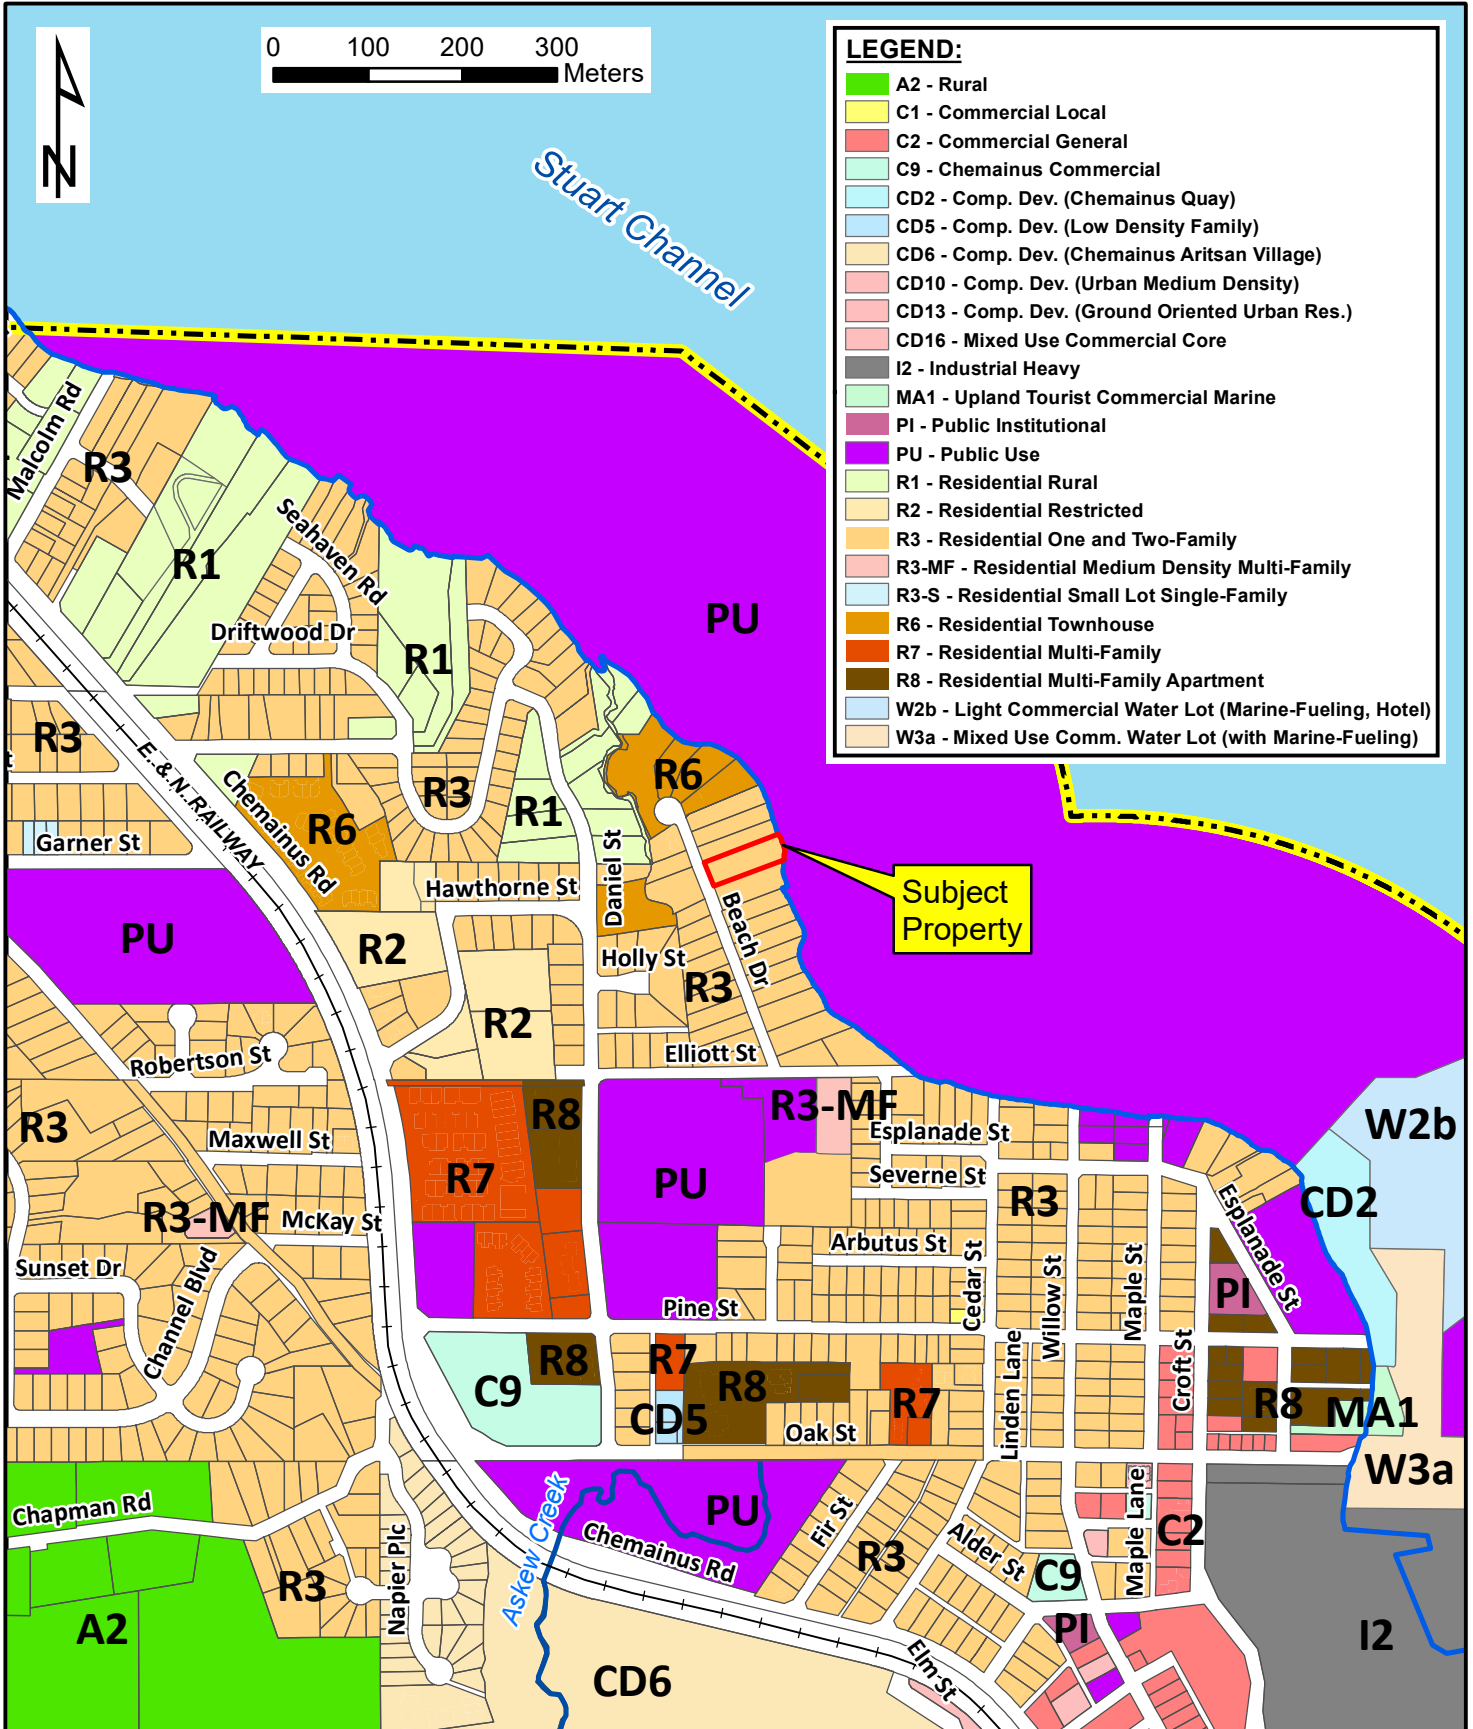 0 100 200 300
Meters
N
Stuart Channel
LEGEND:
A2 - Rural
C1 - Commercial Local
C2 - Commercial General
C9 - Chemainus Commercial
CD2 - Comp. Dev. (Chemainus Quay)
CD5 - Comp. Dev. (Low Density Family)
CD6 - Comp. Dev. (Chemainus Aritsan Village)
CD10 - Comp. Dev. (Urban Medium Density)
CD13 - Comp. Dev. (Ground Oriented Urban Res.)
CD16 - Mixed Use Commercial Core
I2 - Industrial Heavy
MA1 - Upland Tourist Commercial Marine
PI - Public Institutional
PU - Public Use
R1 - Residential Rural
R2 - Residential Restricted
R3 - Residential One and Two-Family
R3-MF - Residential Medium Density Multi-Family
R3-S - Residential Small Lot Single-Family
R6 - Residential Townhouse
R7 - Residential Multi-Family
R8 - Residential Multi-Family Apartment
W2b - Light Commercial Water Lot (Marine-Fueling, Hotel)
W3a - Mixed Use Comm. Water Lot (with Marine-Fueling)
Malcolm Rd
R3
R1
Seahaven Rd
Driftwood Dr
R1
PU
R3
E. & N. RAILWAY
Chemainus Rd
R6
R3
R1
R6
Garner St
Hawthorne St
Daniel St
Beach Dr
Subject
Property
PU
R2
Holly St
R3
R2
Robertson St
Elliott St
R3
Maxwell St
R7
R8
PU
R3-MF
Esplanade St
Severne St
R3
W2b
CD2
R3-MF
McKay St
Sunset Dr
Channel Blvd
Arbutus St
Cedar St
Willow St
Maple St
Esplanade St
PI
Pine St
Linden Lane
Croft St
C9
R8
R7
CD5
R8
R7
Oak St
R8
MA1
W3a
Chapman Rd
Napier Plc
Askew Creek
PU
Chemainus Rd
Fir St
R3
Alder St
C9
Maple Lane
C2
A2
R3
CD6
Elm St
PI
I2